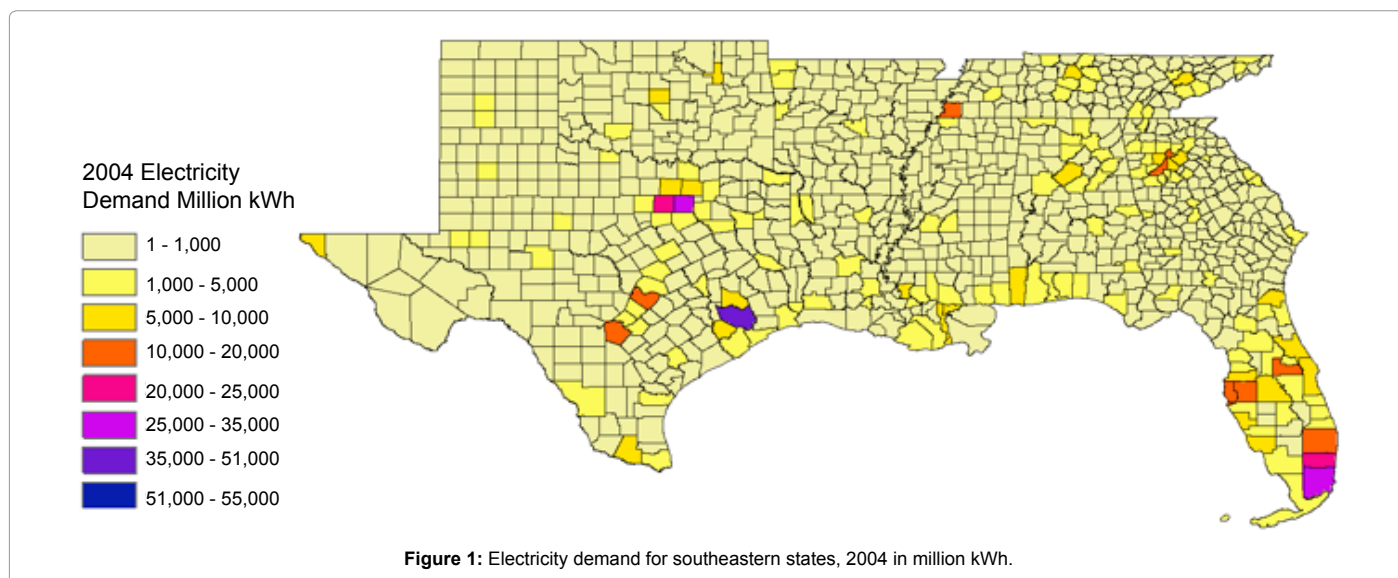 2004 Electricity
Demand Million kWh
1 - 1,000
1,000 - 5,000
5,000 - 10,000
10,000 - 20,000
20,000 - 25,000
25,000 - 35,000
35,000 - 51,000
51,000 - 55,000
Figure 1: Electricity demand for southeastern states, 2004 in million kWh.